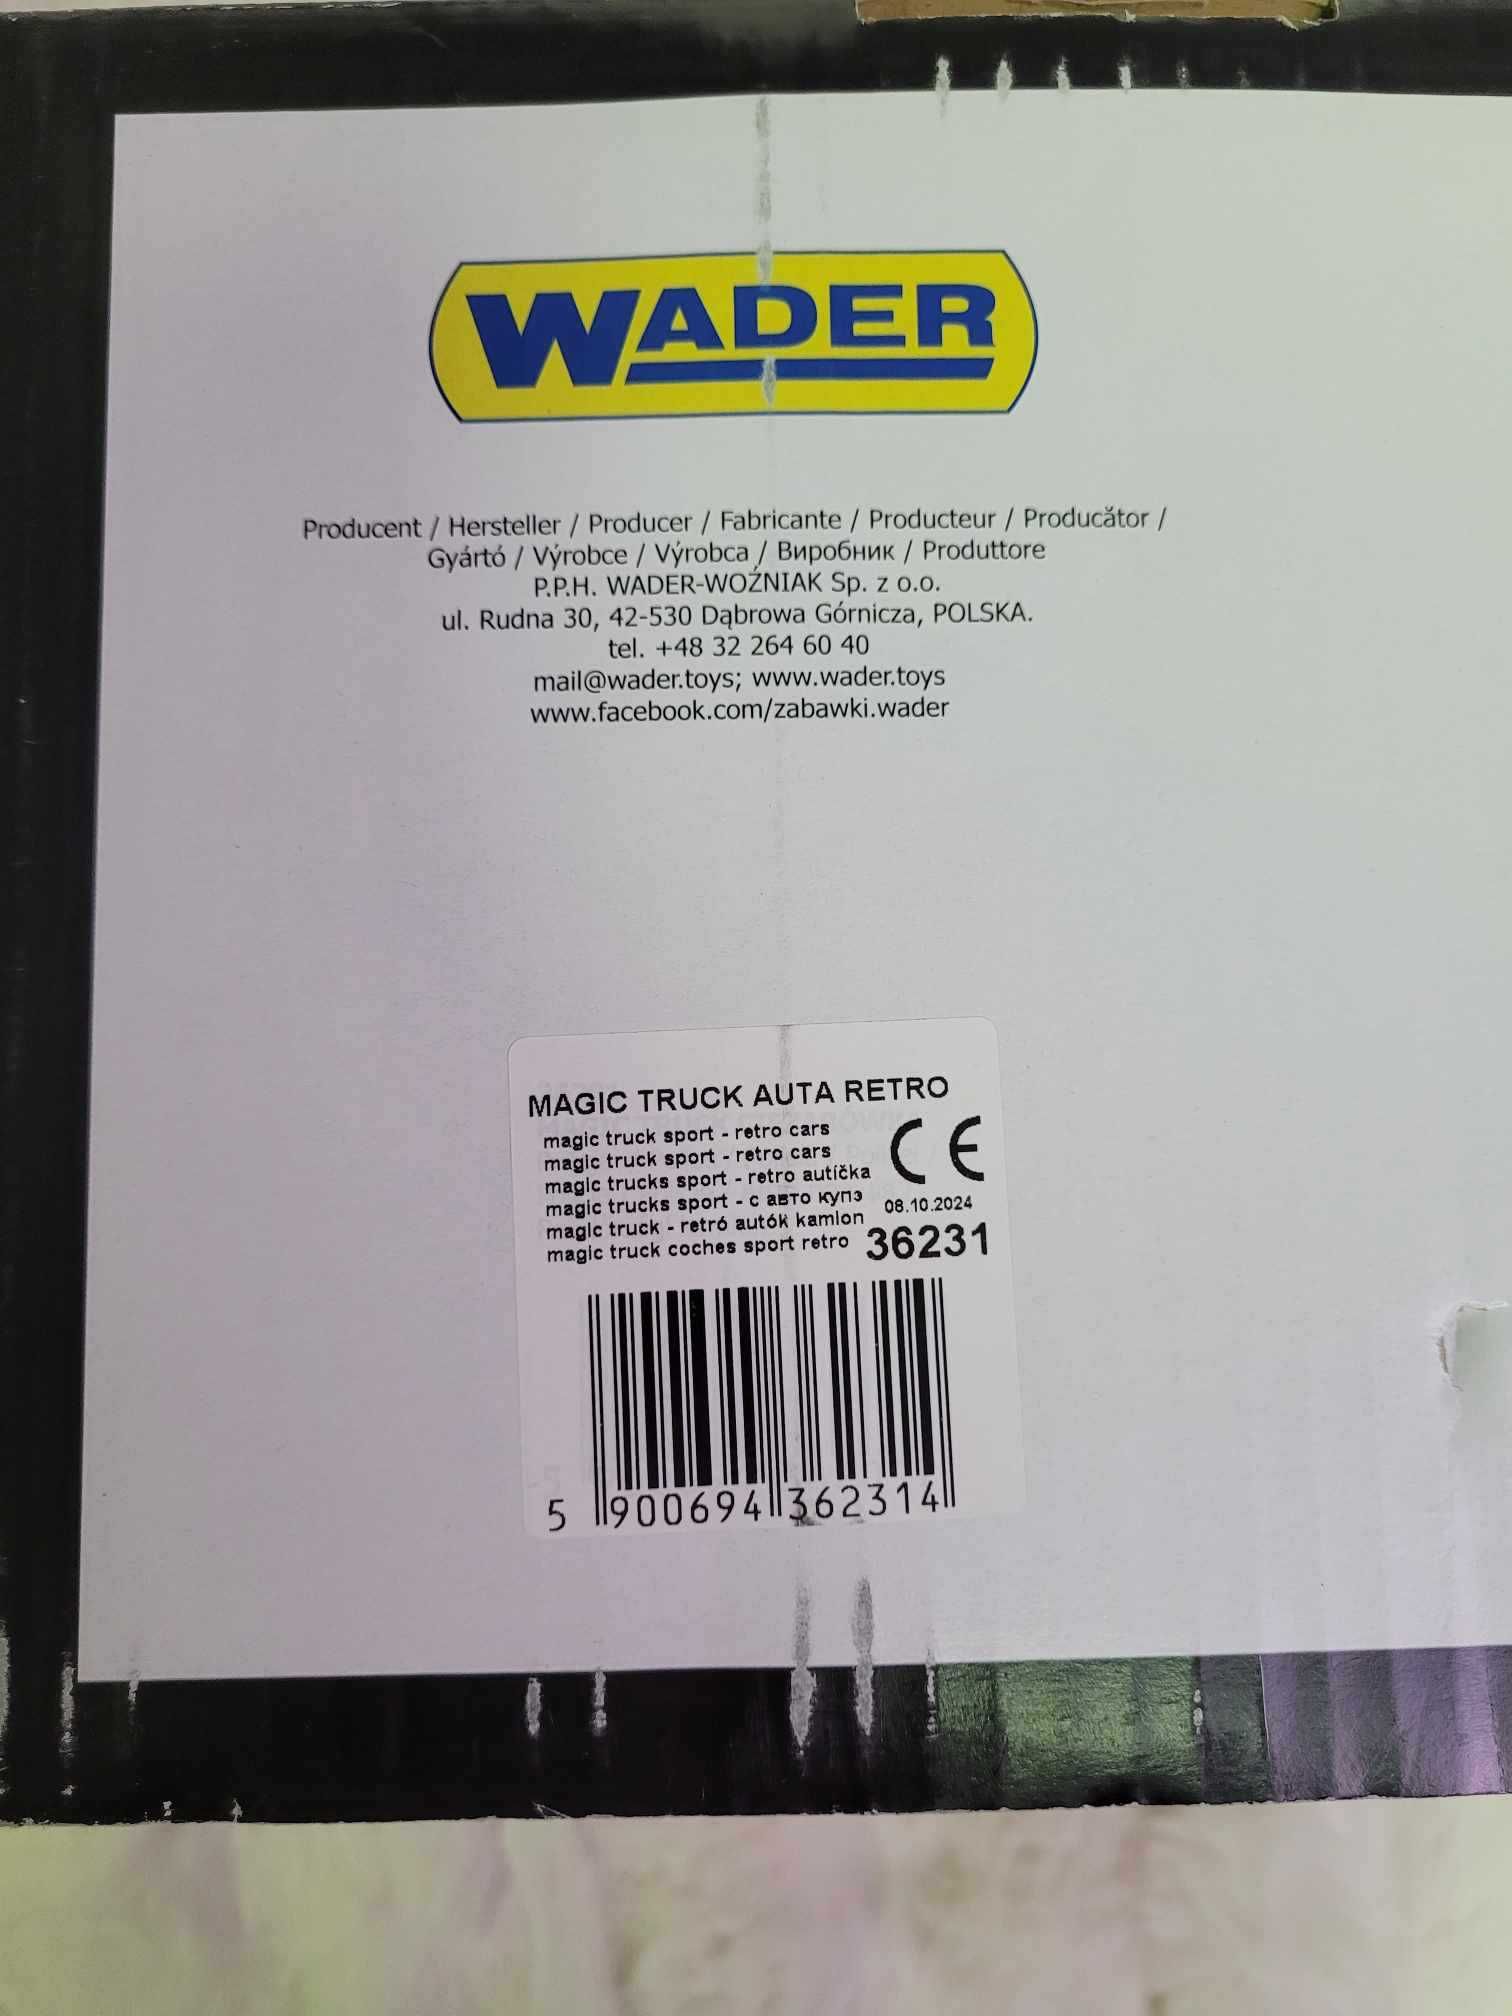 WADER
Producent / Hersteller / Producer / Fabricante / Producteur / Producător /
Gyártó / Výrobce / Výrobca / Виробник / Produttore
P.P.H. WADER-WOŹNIAK Sp. z o.o.
ul. Rudna 30, 42-530 Dąbrowa Górnicza, POLSKA.
tel. +48 32 264 60 40
mail@wader.toys; www.wader.toys
www.facebook.com/zabawki.wader
MAGIC TRUCK AUTA RETRO
magic truck sport - retro cars
magic truck sport - retro cars
magic trucks sport - retro autíčka
magic trucks sport - с авто купэ
magic truck - retró autók kamion
magic truck coches sport retro
CE
08.10.2024
36231
5 900694 362314